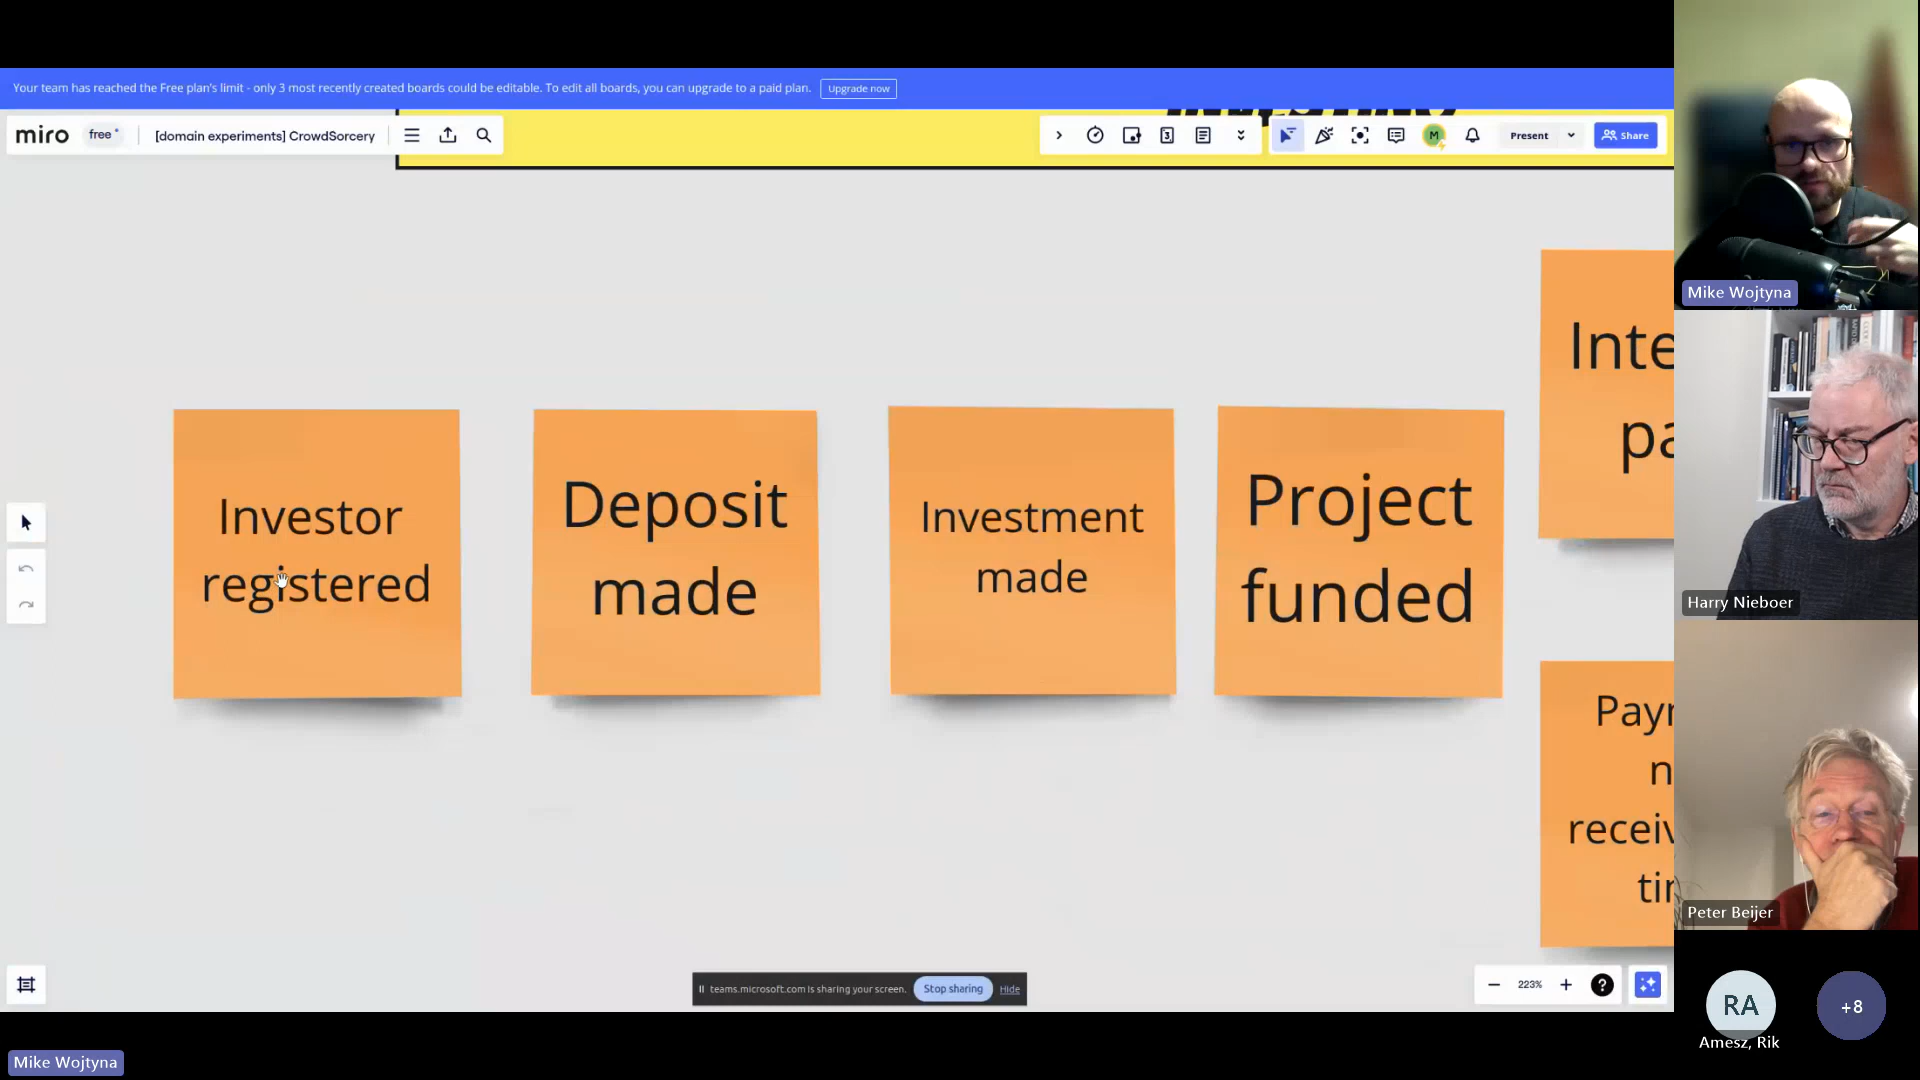 Your team has reached the Free plan's limit - only 3 most recently created boards could be editable. To edit all boards, you can upgrade to a paid plan.
Upgrade now
miro
free
[domain experiments] CrowdSorcery
3
M
Present
Share
Investor
registered
Deposit
made
Investment
made
Project
funded
Inte
pa
Payr
n
receiv
tir
teams.microsoft.com is sharing your screen.
Stop sharing
Hide
223%
?
Mike Wojtyna
Harry Nieboer
Peter Beijer
RA
Amesz, Rik
+8
Mike Wojtyna